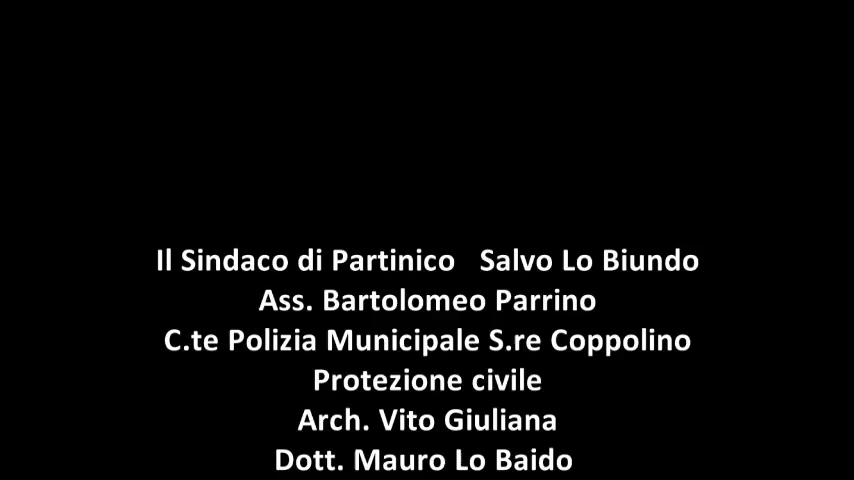 Il Sindaco di Partinico   Salvo Lo Biundo
Ass. Bartolomeo Parrino
C.te Polizia Municipale S.re Coppolino
Protezione civile
Arch. Vito Giuliana
Dott. Mauro Lo Baido